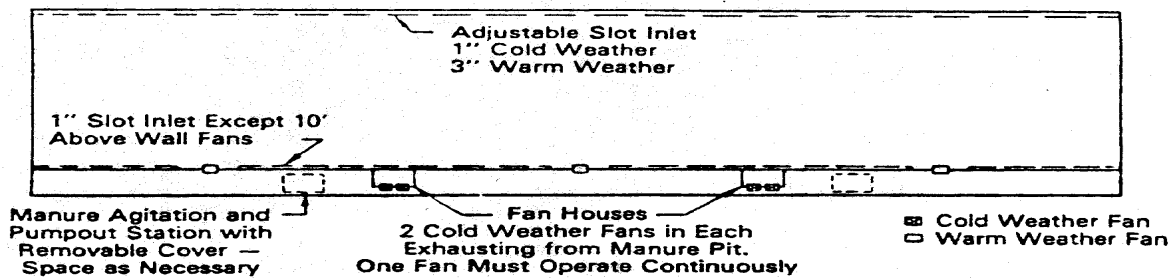 Adjustable Slot Inlet
1" Cold Weather
3" Warm Weather
1" Slot Inlet Except 10'
Above Wall Fans
Manure Agitation and
Pumpout Station with
Removable Cover —
Space as Necessary
Fan Houses
2 Cold Weather Fans in Each
Exhausting from Manure Pit.
One Fan Must Operate Continuously
Cold Weather Fan
Warm Weather Fan